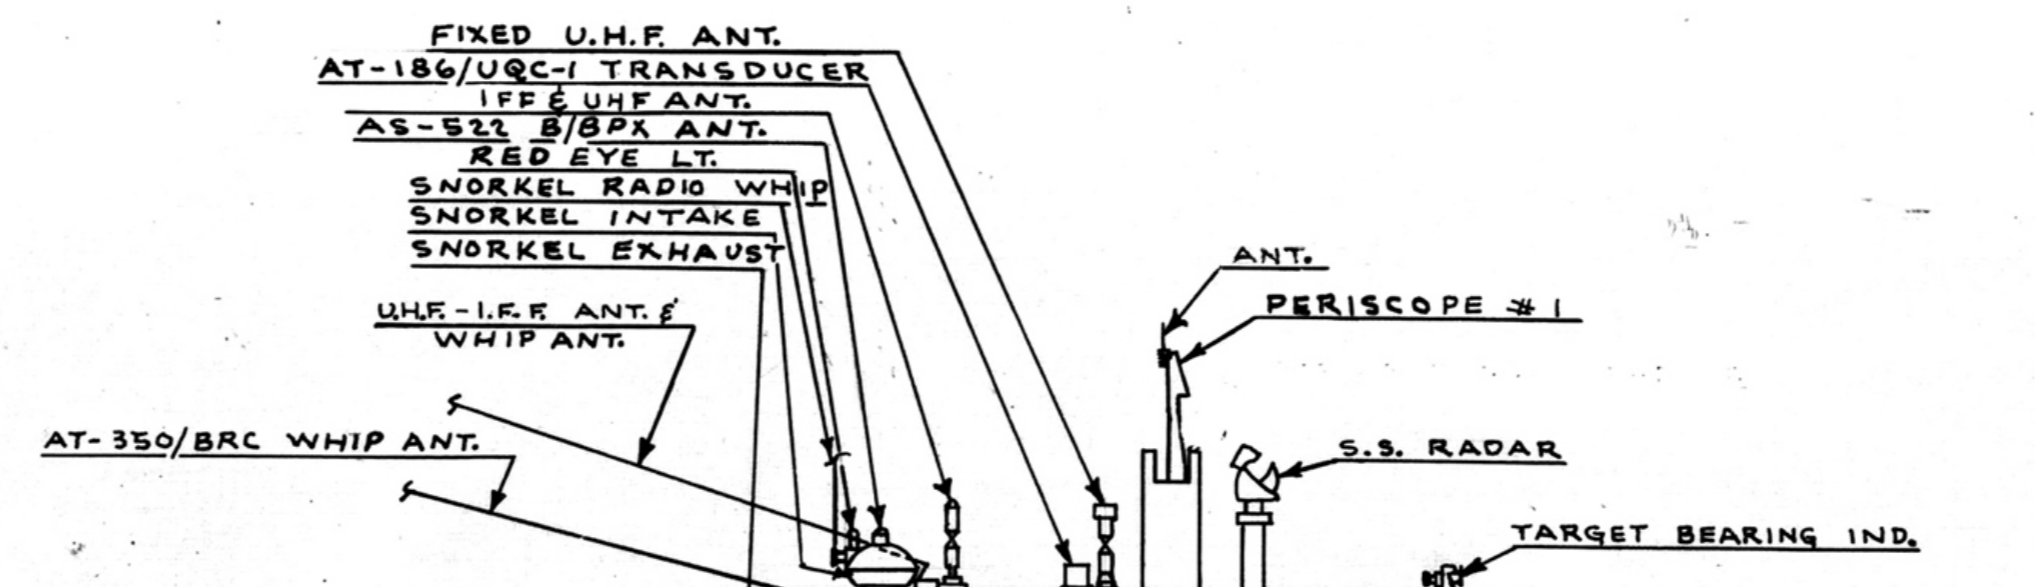 FIXED U.H.F. ANT.
AT-186/UQC-1 TRANSDUCER
IFF & UHF ANT.
AS-522 B/BPX ANT.
RED EYE LT.
SNORKEL RADIO WHIP
SNORKEL INTAKE
SNORKEL EXHAUST
U.H.F. - I.F.F. ANT. &
WHIP ANT.
AT-350/BRC WHIP ANT.
ANT.
PERISCOPE # 1
S.S. RADAR
TARGET BEARING IND.